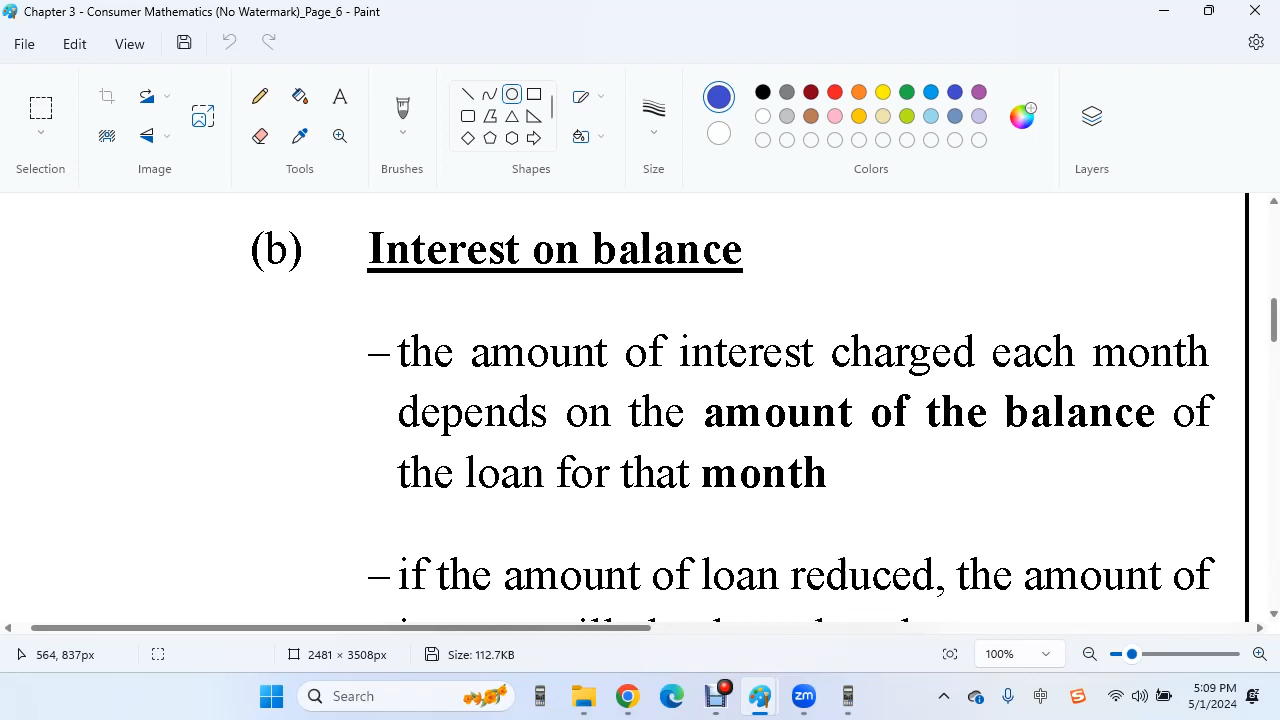 Chapter 3 - Consumer Mathematics (No Watermark)_Page_6 - Paint
File Edit View
Selection Image Tools Brushes Shapes Size Colors Layers
(b) Interest on balance
– the amount of interest charged each month
depends on the amount of the balance of
the loan for that month
– if the amount of loan reduced, the amount of
564, 837px 2481 × 3508px Size: 112.7KB 100%
Search zm 中 S 5:09 PM
5/1/2024